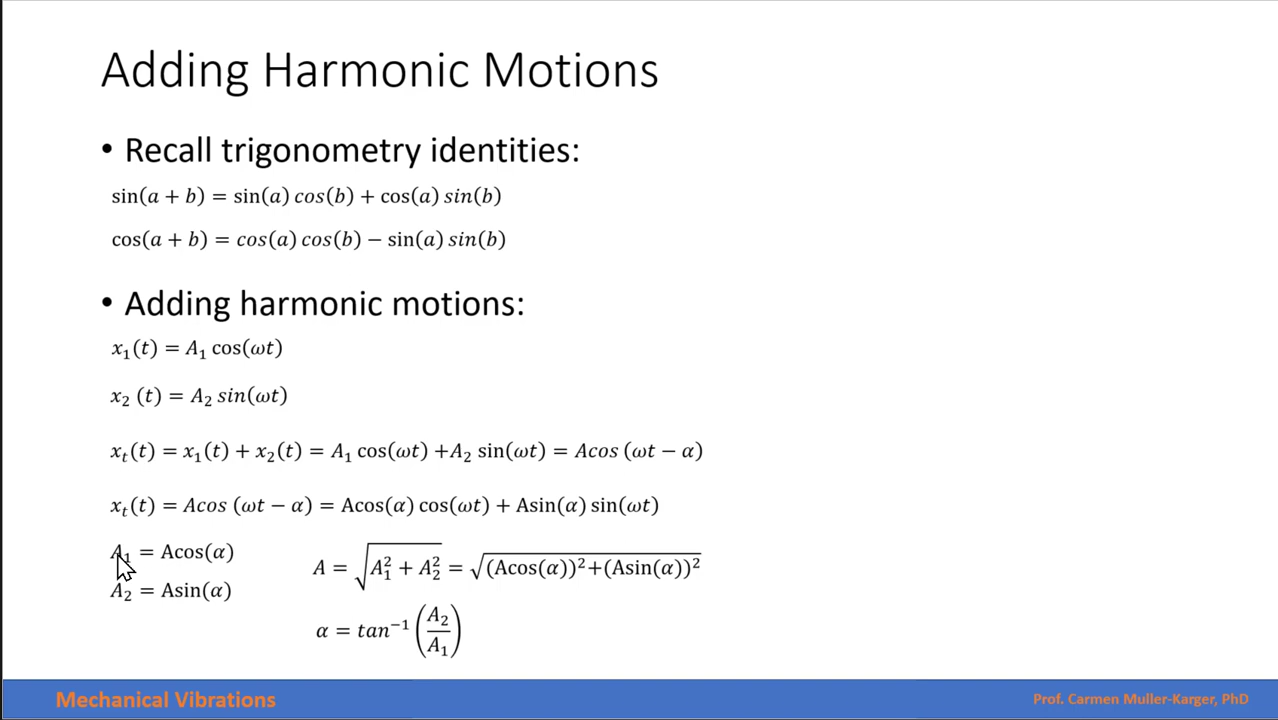 Adding Harmonic Motions
• Recall trigonometry identities:
sin(a + b) = sin(a) cos(b) + cos(a) sin(b)
cos(a + b) = cos(a) cos(b) − sin(a) sin(b)
• Adding harmonic motions:
x₁(t) = A₁ cos(ωt)
x₂ (t) = A₂ sin(ωt)
xₜ(t) = x₁(t) + x₂(t) = A₁ cos(ωt) +A₂ sin(ωt) = Acos (ωt − α)
xₜ(t) = Acos (ωt − α) = Acos(α) cos(ωt) + Asin(α) sin(ωt)
A₁ = Acos(α)
A₂ = Asin(α)
A = √(A₁² + A₂²) = √((Acos(α))²+(Asin(α))²)
α = tan⁻¹(A₂/A₁)
Mechanical Vibrations
Prof. Carmen Muller-Karger, PhD